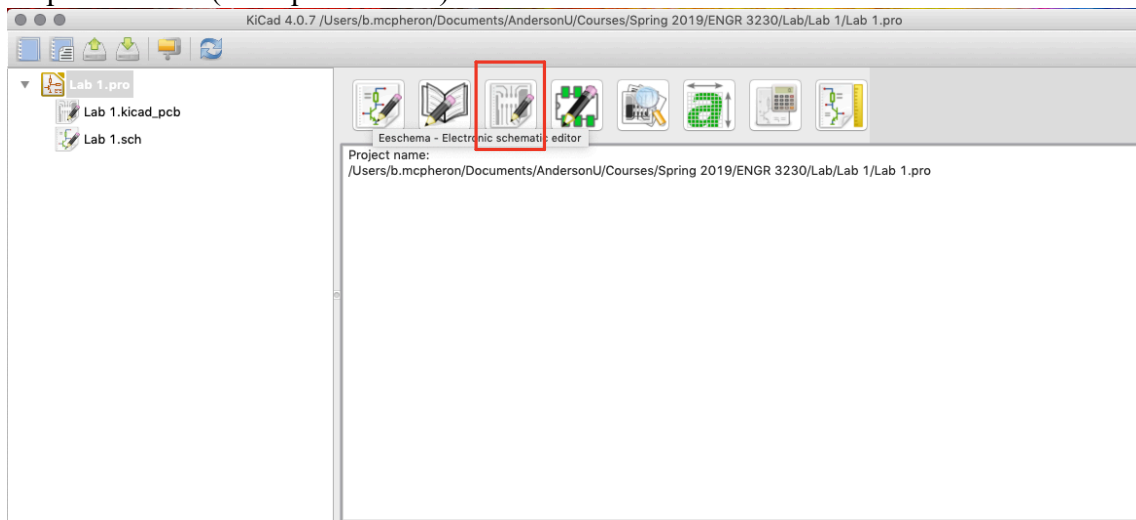 KiCad 4.0.7 /Users/b.mcpheron/Documents/AndersonU/Courses/Spring 2019/ENGR 3230/Lab/Lab 1/Lab 1.pro
Lab 1.pro
Lab 1.kicad_pcb
Lab 1.sch
Eeschema - Electronic schematic editor
Project name:
/Users/b.mcpheron/Documents/AndersonU/Courses/Spring 2019/ENGR 3230/Lab/Lab 1/Lab 1.pro